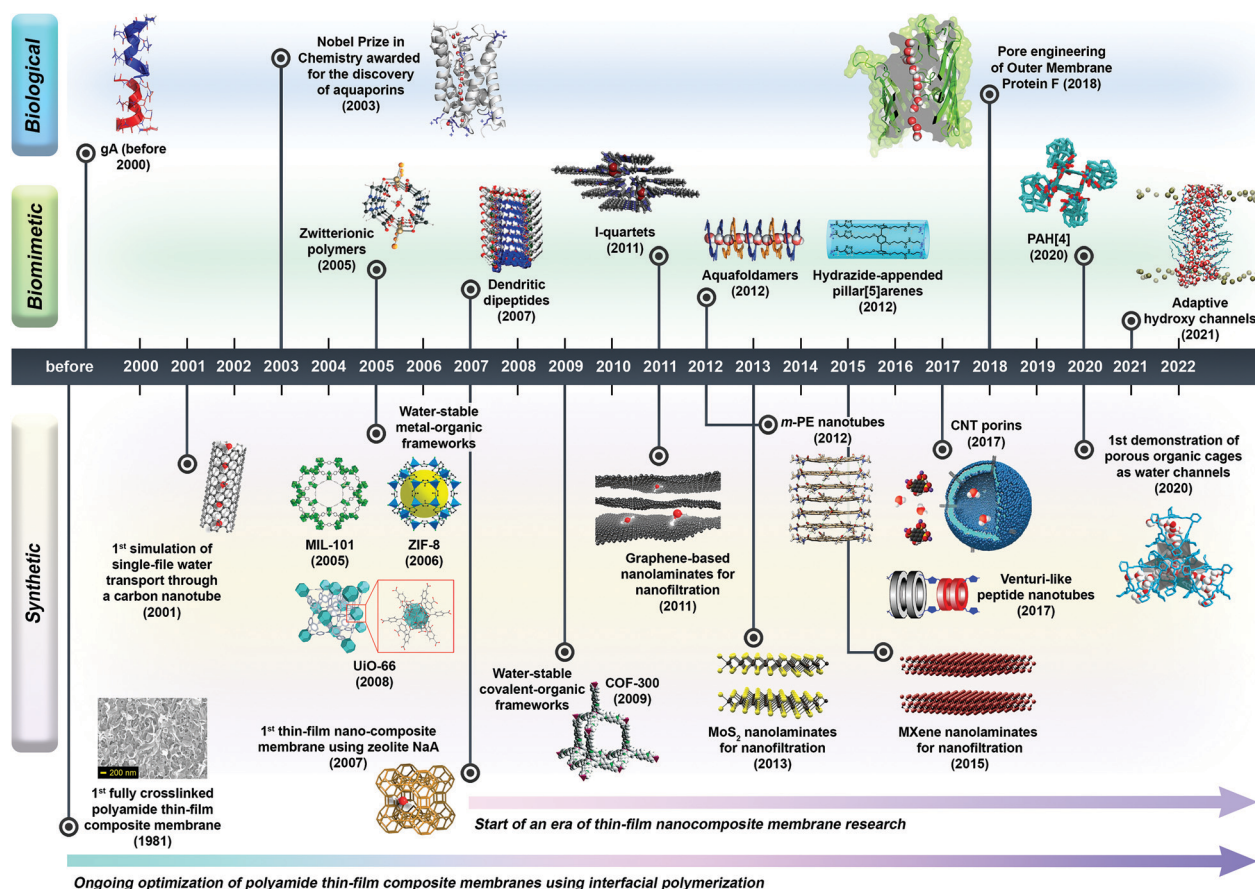 Biological
gA (before
2000)
Nobel Prize in
Chemistry awarded
for the discovery
of aquaporins
(2003)
Pore engineering
of Outer Membrane
Protein F (2018)
Biomimetic
Zwitterionic
polymers
(2005)
Dendritic
dipeptides
(2007)
I-quartets
(2011)
Aquafoldamers
(2012)
Hydrazide-appended
pillar[5]arenes
(2012)
PAH[4]
(2020)
Adaptive
hydroxy channels
(2021)
before 2000 2001 2002 2003 2004 2005 2006 2007 2008 2009 2010 2011 2012 2013 2014 2015 2016 2017 2018 2019 2020 2021 2022
Synthetic
1st simulation of
single-file water
transport through
a carbon nanotube
(2001)
Water-stable
metal-organic
frameworks
MIL-101
(2005)
ZIF-8
(2006)
UiO-66
(2008)
Graphene-based
nanolaminates for
nanofiltration
(2011)
m-PE nanotubes
(2012)
CNT porins
(2017)
Venturi-like
peptide nanotubes
(2017)
1st demonstration of
porous organic cages
as water channels
(2020)
200 nm
1st fully crosslinked
polyamide thin-film
composite membrane
(1981)
1st thin-film nano-composite
membrane using zeolite NaA
(2007)
Water-stable
covalent-organic
frameworks
COF-300
(2009)
MoS2 nanolaminates
for nanofiltration
(2013)
MXene nanolaminates
for nanofiltration
(2015)
Start of an era of thin-film nanocomposite membrane research
Ongoing optimization of polyamide thin-film composite membranes using interfacial polymerization